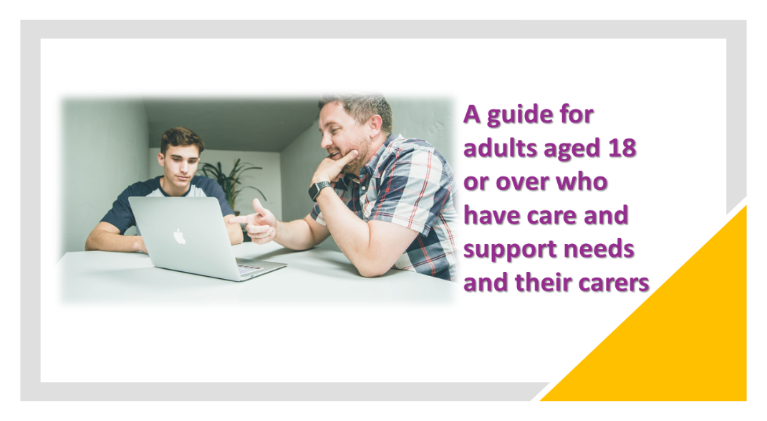 A guide for
adults aged 18
or over who
have care and
support needs
and their carers